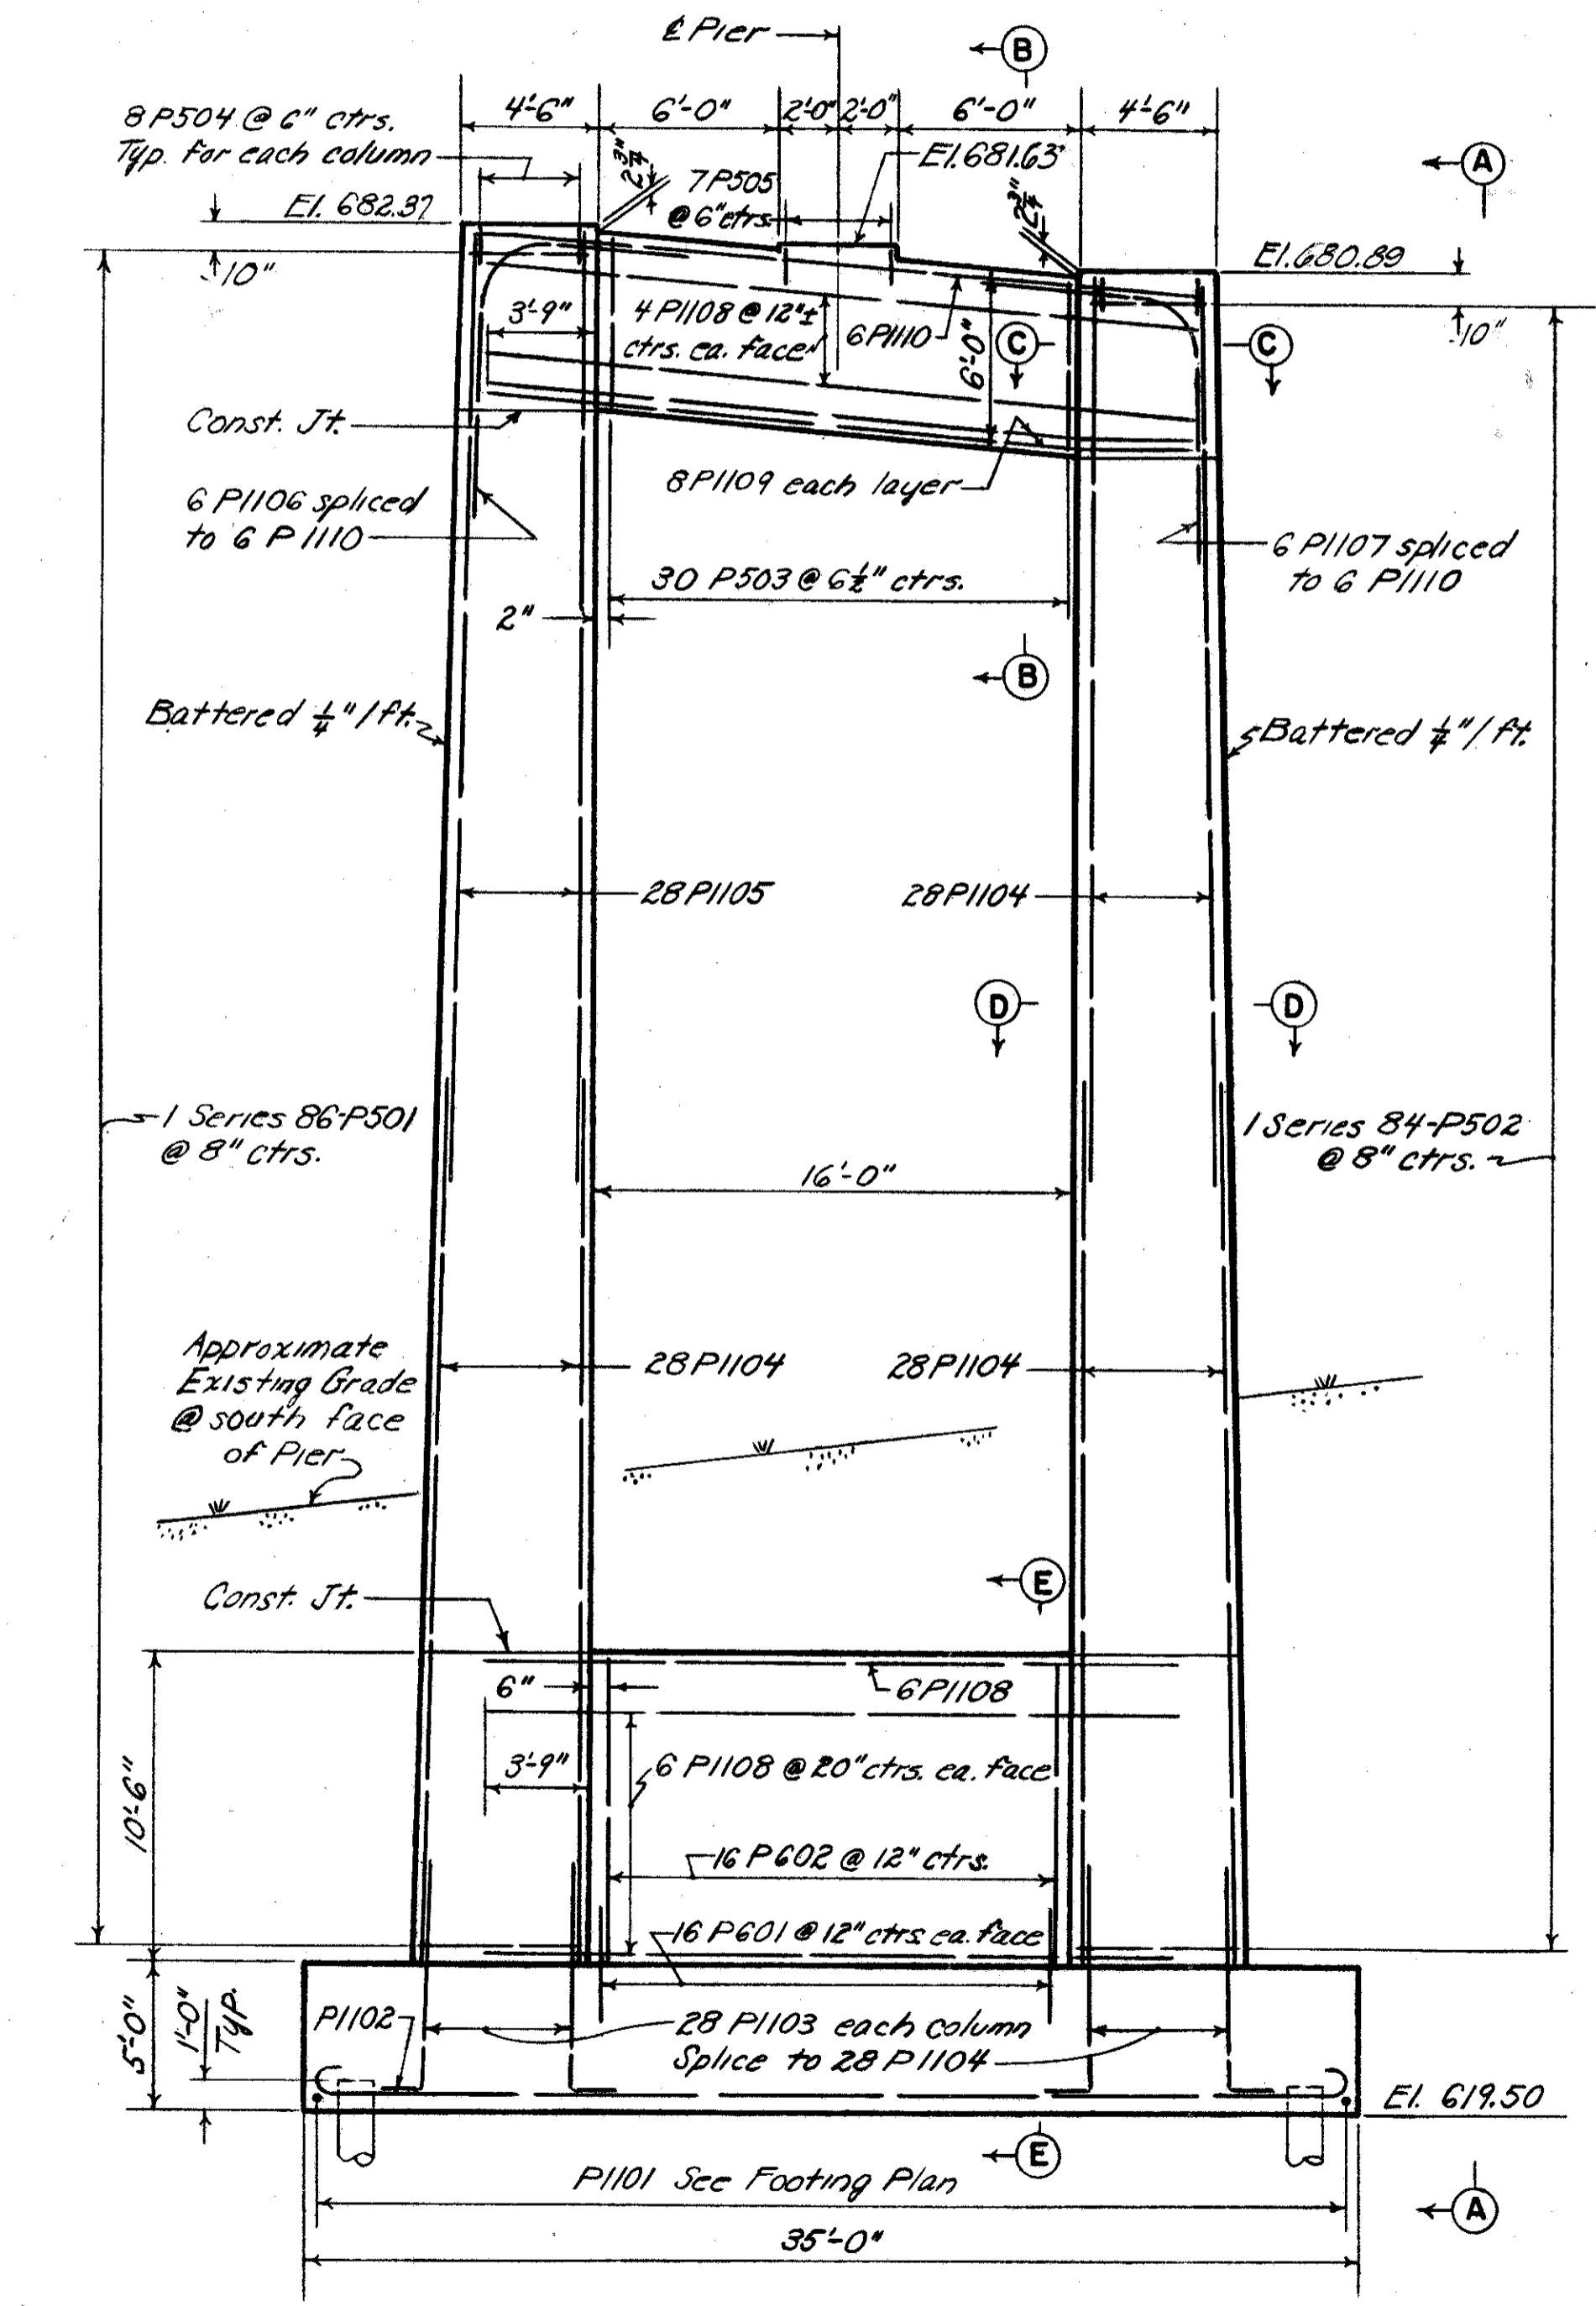 ℄ Pier
B
8 P504 @ 6" ctrs.
Typ. for each column
4'-6"
6'-0"
2'-0"
2'-0"
6'-0"
4'-6"
El. 681.63
A
2 3/4"
7 P505
@ 6" ctrs.
2 3/4"
El. 682.37
El. 680.89
10"
10"
3'-9"
4 P1108 @ 12"±
ctrs. ea. face
6 P1110
6'-0"
C
C
Const. Jt.
8 P1109 each layer
6 P1106 spliced
to 6 P1110
6 P1107 spliced
to 6 P1110
30 P503 @ 6½" ctrs.
2"
B
Battered ¼"/ft.
Battered ¼"/ft.
28 P1105
28 P1104
D
D
1 Series 86-P501
@ 8" ctrs.
1 Series 84-P502
@ 8" ctrs.
16'-0"
Approximate
Existing Grade
@ south face
of Pier
28 P1104
28 P1104
E
Const. Jt.
6"
6 P1108
3'-9"
6 P1108 @ 20" ctrs. ea. face
10'-6"
16 P602 @ 12" ctrs.
16 P601 @ 12" ctrs. ea. face
5'-0"
1'-0"
TYP.
P1102
28 P1103 each column
Splice to 28 P1104
El. 619.50
E
P1101 See Footing Plan
A
35'-0"